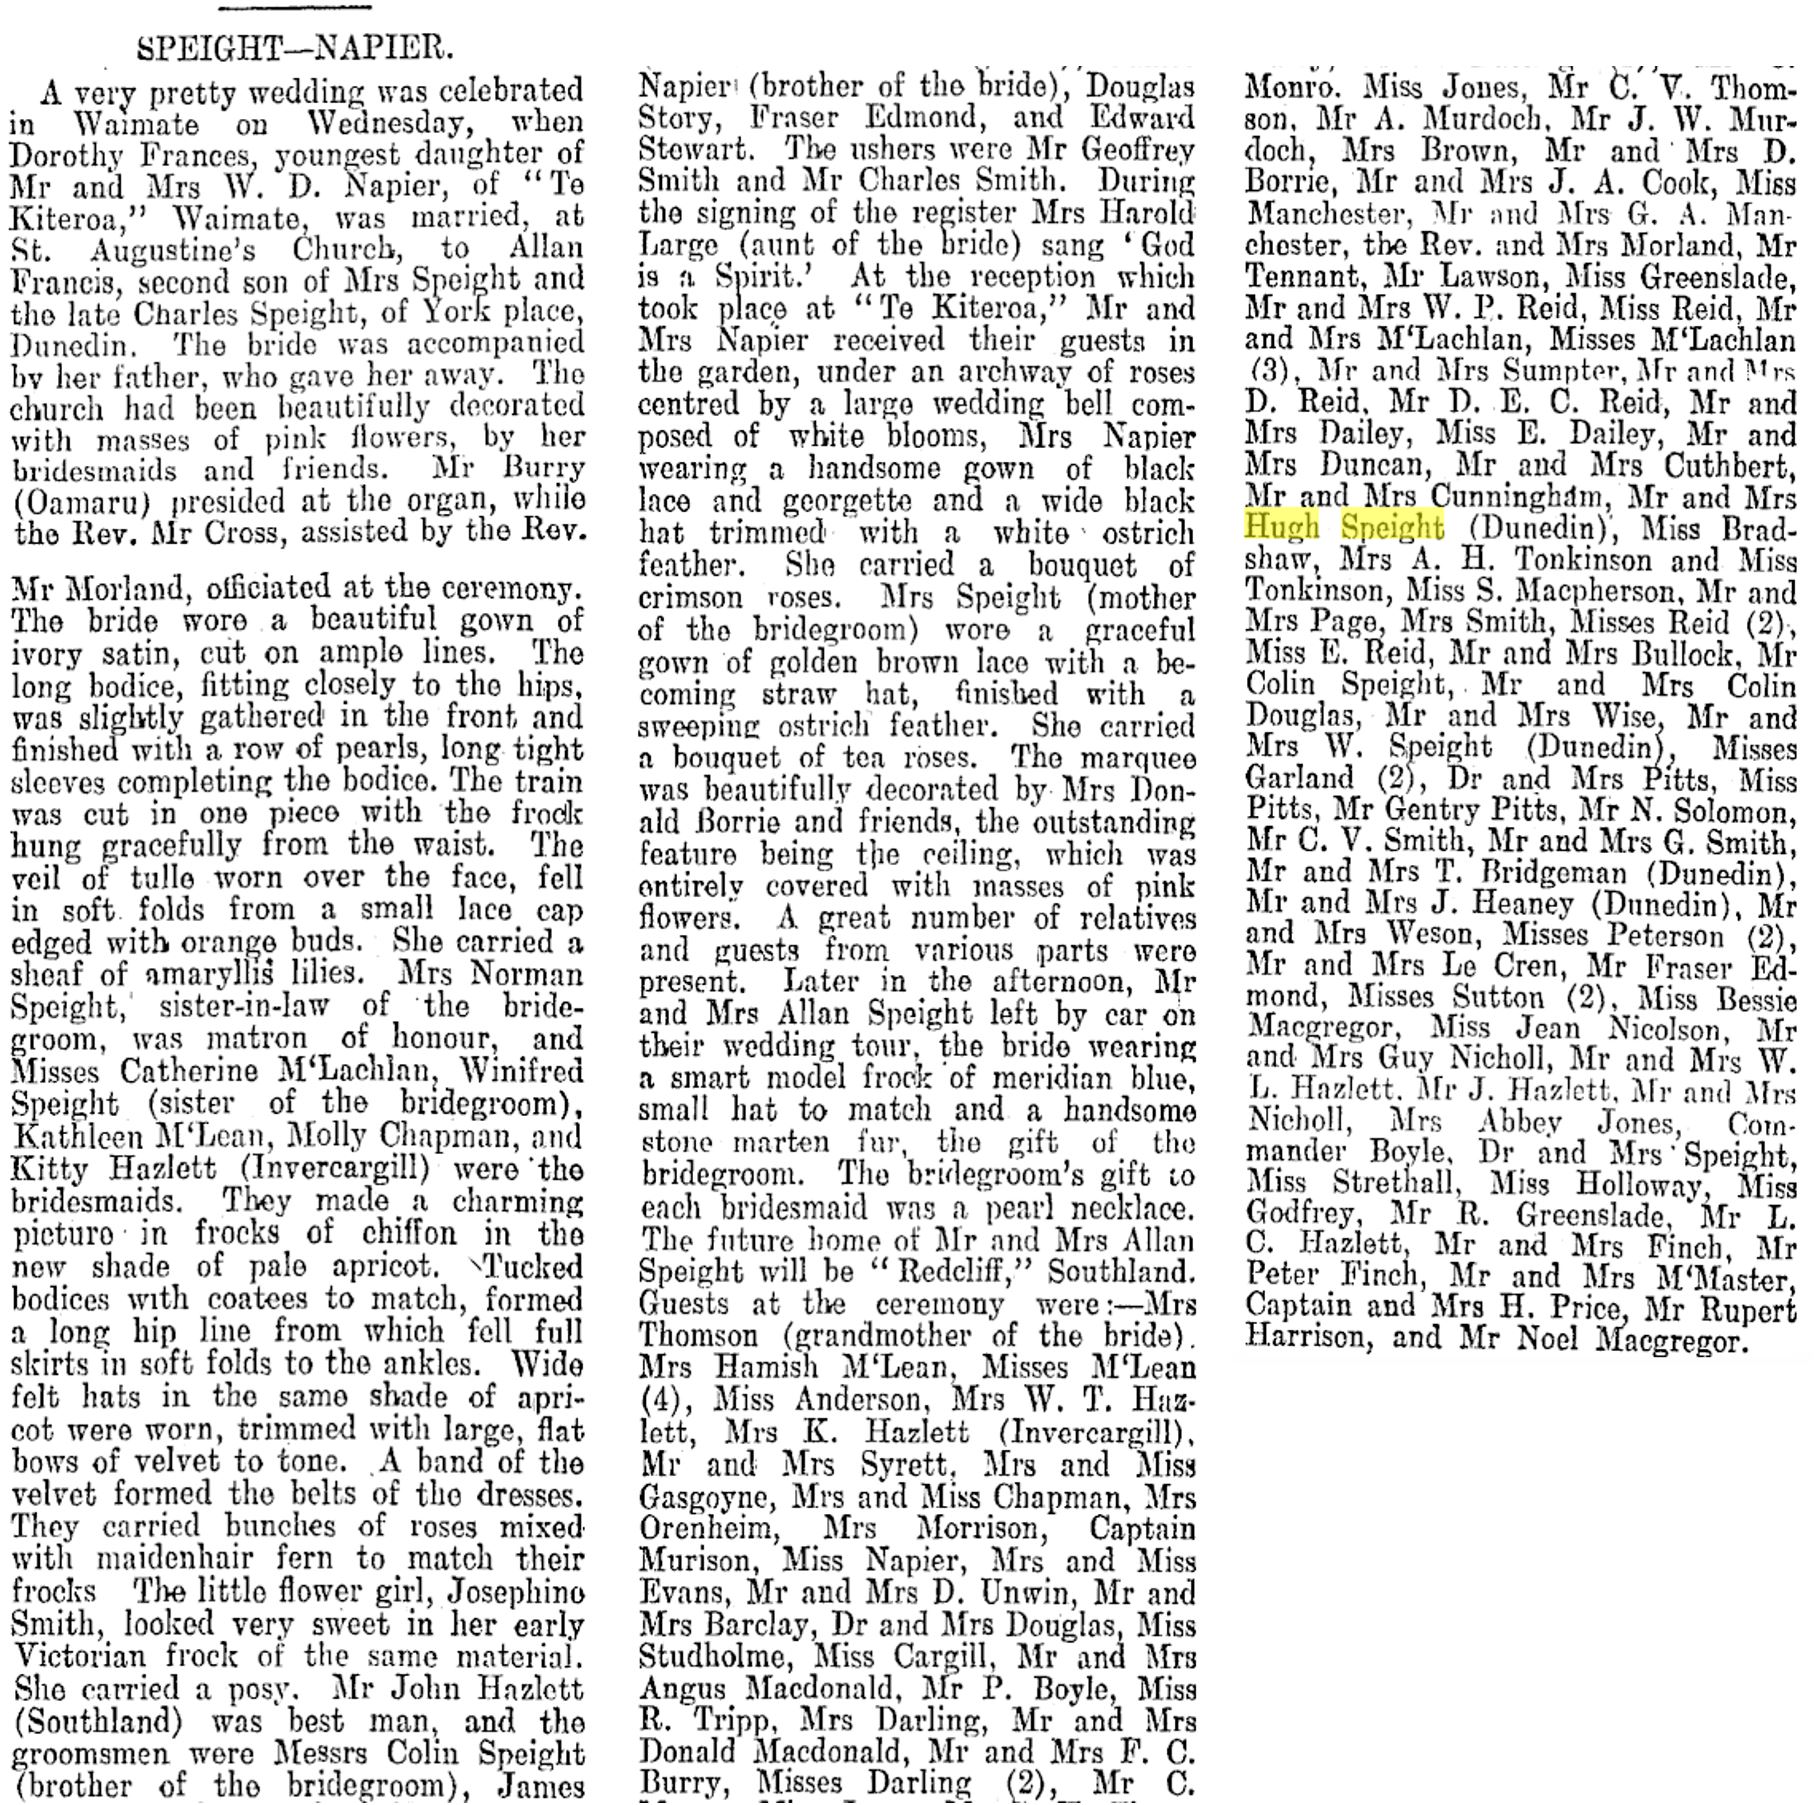 SPEIGHT—NAPIER.
A very pretty wedding was celebrated
in Waimate on Wednesday, when
Dorothy Frances, youngest daughter of
Mr and Mrs W. D. Napier, of "Te
Kiteroa," Waimate, was married, at
St. Augustine's Church, to Allan
Francis, second son of Mrs Speight and
the late Charles Speight, of York place,
Dunedin. The bride was accompanied
by her father, who gave her away. The
church had been beautifully decorated
with masses of pink flowers, by her
bridesmaids and friends. Mr Burry
(Oamaru) presided at the organ, while
the Rev. Mr Cross, assisted by the Rev.
Mr Morland, officiated at the ceremony.
The bride wore a beautiful gown of
ivory satin, cut on ample lines. The
long bodice, fitting closely to the hips,
was slightly gathered in the front and
finished with a row of pearls, long tight
sleeves completing the bodice. The train
was cut in one piece with the frock
hung gracefully from the waist. The
veil of tulle worn over the face, fell
in soft folds from a small lace cap
edged with orange buds. She carried a
sheaf of amaryllis lilies. Mrs Norman
Speight, sister-in-law of the bride-
groom, was matron of honour, and
Misses Catherine M'Lachlan, Winifred
Speight (sister of the bridegroom),
Kathleen M'Lean, Molly Chapman, and
Kitty Hazlett (Invercargill) were the
bridesmaids. They made a charming
picture in frocks of chiffon in the
new shade of pale apricot. Tucked
bodices with coatees to match, formed
a long hip line from which fell full
skirts in soft folds to the ankles. Wide
felt hats in the same shade of apri-
cot were worn, trimmed with large, flat
bows of velvet to tone. A band of the
velvet formed the belts of the dresses.
They carried bunches of roses mixed
with maidenhair fern to match their
frocks The little flower girl, Josephine
Smith, looked very sweet in her early
Victorian frock of the same material.
She carried a posy. Mr John Hazlett
(Southland) was best man, and the
groomsmen were Messrs Colin Speight
(brother of the bridegroom), James
Napier (brother of the bride), Douglas
Story, Fraser Edmond, and Edward
Stewart. The ushers were Mr Geoffrey
Smith and Mr Charles Smith. During
the signing of the register Mrs Harold
Large (aunt of the bride) sang 'God
is a Spirit.' At the reception which
took place at "Te Kiteroa," Mr and
Mrs Napier received their guests in
the garden, under an archway of roses
centred by a large wedding bell com-
posed of white blooms, Mrs Napier
wearing a handsome gown of black
lace and georgette and a wide black
hat trimmed with a white ostrich
feather. She carried a bouquet of
crimson roses. Mrs Speight (mother
of the bridegroom) wore a graceful
gown of golden brown lace with a be-
coming straw hat, finished with a
sweeping ostrich feather. She carried
a bouquet of tea roses. The marquee
was beautifully decorated by Mrs Don-
ald Borrie and friends, the outstanding
feature being the ceiling, which was
entirely covered with masses of pink
flowers. A great number of relatives
and guests from various parts were
present. Later in the afternoon, Mr
and Mrs Allan Speight left by car on
their wedding tour, the bride wearing
a smart model frock of meridian blue,
small hat to match and a handsome
stone marten fur, the gift of the
bridegroom. The bridegroom's gift to
each bridesmaid was a pearl necklace.
The future home of Mr and Mrs Allan
Speight will be "Redcliff," Southland.
Guests at the ceremony were:—Mrs
Thomson (grandmother of the bride).
Mrs Hamish M'Lean, Misses M'Lean
(4), Miss Anderson, Mrs W. T. Haz-
lett, Mrs K. Hazlett (Invercargill),
Mr and Mrs Syrett, Mrs and Miss
Gasgoyne, Mrs and Miss Chapman, Mrs
Orenheim, Mrs Morrison, Captain
Murison, Miss Napier, Mrs and Miss
Evans, Mr and Mrs D. Unwin, Mr and
Mrs Barclay, Dr and Mrs Douglas, Miss
Studholme, Miss Cargill, Mr and Mrs
Angus Macdonald, Mr P. Boyle, Miss
R. Tripp, Mrs Darling, Mr and Mrs
Donald Macdonald, Mr and Mrs F. C.
Burry, Misses Darling (2), Mr C.
Monro. Miss Jones, Mr C. V. Thom-
son, Mr A. Murdoch, Mr J. W. Mur-
doch, Mrs Brown, Mr and Mrs D.
Borrie, Mr and Mrs J. A. Cook, Miss
Manchester, Mr and Mrs G. A. Man-
chester, the Rev. and Mrs Morland, Mr
Tennant, Mr Lawson, Miss Greenslade,
Mr and Mrs W. P. Reid, Miss Reid, Mr
and Mrs M'Lachlan, Misses M'Lachlan
(3), Mr and Mrs Sumpter, Mr and Mrs
D. Reid, Mr D. E. C. Reid, Mr and
Mrs Dailey, Miss E. Dailey, Mr and
Mrs Duncan, Mr and Mrs Cuthbert,
Mr and Mrs Cunningham, Mr and Mrs
Hugh Speight (Dunedin), Miss Brad-
shaw, Mrs A. H. Tonkinson and Miss
Tonkinson, Miss S. Macpherson, Mr and
Mrs Page, Mrs Smith, Misses Reid (2),
Miss E. Reid, Mr and Mrs Bullock, Mr
Colin Speight, Mr and Mrs Colin
Douglas, Mr and Mrs Wise, Mr and
Mrs W. Speight (Dunedin), Misses
Garland (2), Dr and Mrs Pitts, Miss
Pitts, Mr Gentry Pitts, Mr N. Solomon,
Mr C. V. Smith, Mr and Mrs G. Smith,
Mr and Mrs T. Bridgeman (Dunedin),
Mr and Mrs J. Heaney (Dunedin), Mr
and Mrs Weson, Misses Peterson (2),
Mr and Mrs Le Cren, Mr Fraser Ed-
mond, Misses Sutton (2), Miss Bessie
Macgregor, Miss Jean Nicolson, Mr
and Mrs Guy Nicholl, Mr and Mrs W.
L. Hazlett, Mr J. Hazlett, Mr and Mrs
Nicholl, Mrs Abbey Jones, Com-
mander Boyle, Dr and Mrs Speight,
Miss Strethall, Miss Holloway, Miss
Godfrey, Mr R. Greenslade, Mr L.
C. Hazlett, Mr and Mrs Finch, Mr
Peter Finch, Mr and Mrs M'Master,
Captain and Mrs H. Price, Mr Rupert
Harrison, and Mr Noel Macgregor.